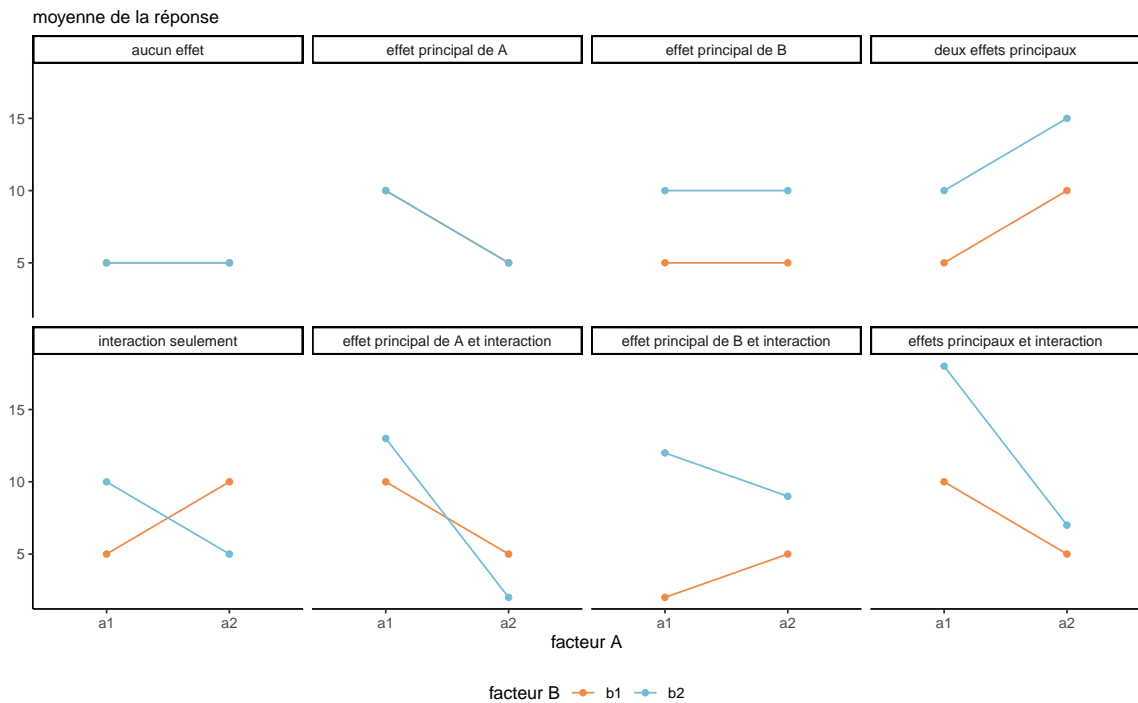 moyenne de la réponse
aucun effet
effet principal de A
effet principal de B
deux effets principaux
15
10
5
interaction seulement
effet principal de A et interaction
effet principal de B et interaction
effets principaux et interaction
15
10
5
a1 a2 a1 a2 a1 a2 a1 a2
facteur A
facteur B b1 b2